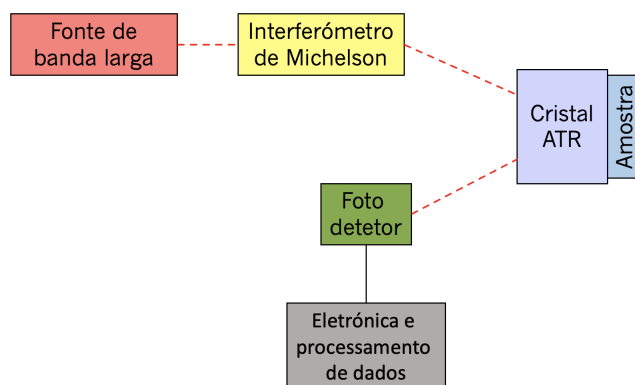 Fonte de
banda larga
Interferómetro
de Michelson
Cristal
ATR
Amostra
Foto
detetor
Eletrónica e
processamento
de dados